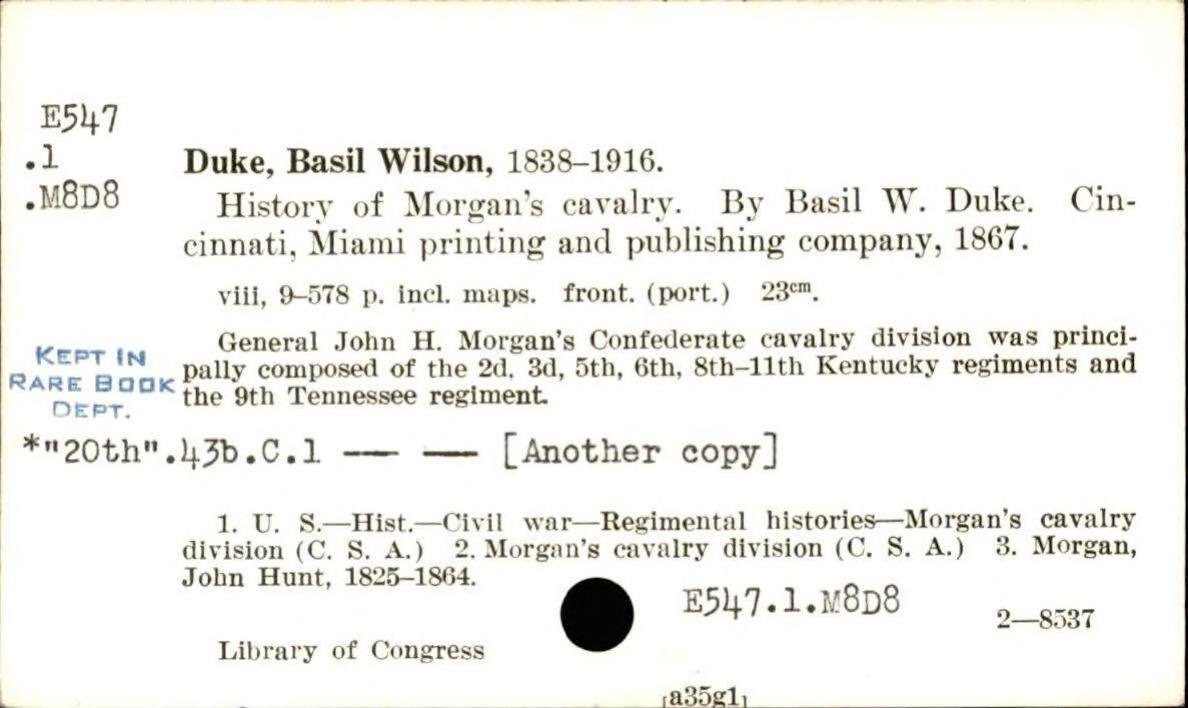 E547
.1
.M8D8
Duke, Basil Wilson, 1838–1916.
History of Morgan's cavalry. By Basil W. Duke. Cin-
cinnati, Miami printing and publishing company, 1867.
viii, 9–578 p. incl. maps. front. (port.) 23cm.
General John H. Morgan's Confederate cavalry division was princi-
pally composed of the 2d, 3d, 5th, 6th, 8th–11th Kentucky regiments and
the 9th Tennessee regiment.
KEPT IN
RARE BOOK
DEPT.
*"20th".43b.C.1 — — [Another copy]
1. U. S.—Hist.—Civil war—Regimental histories—Morgan's cavalry
division (C. S. A.) 2. Morgan's cavalry division (C. S. A.) 3. Morgan,
John Hunt, 1825–1864.
E547.1.M8D8
2—8537
Library of Congress
[a35g1]